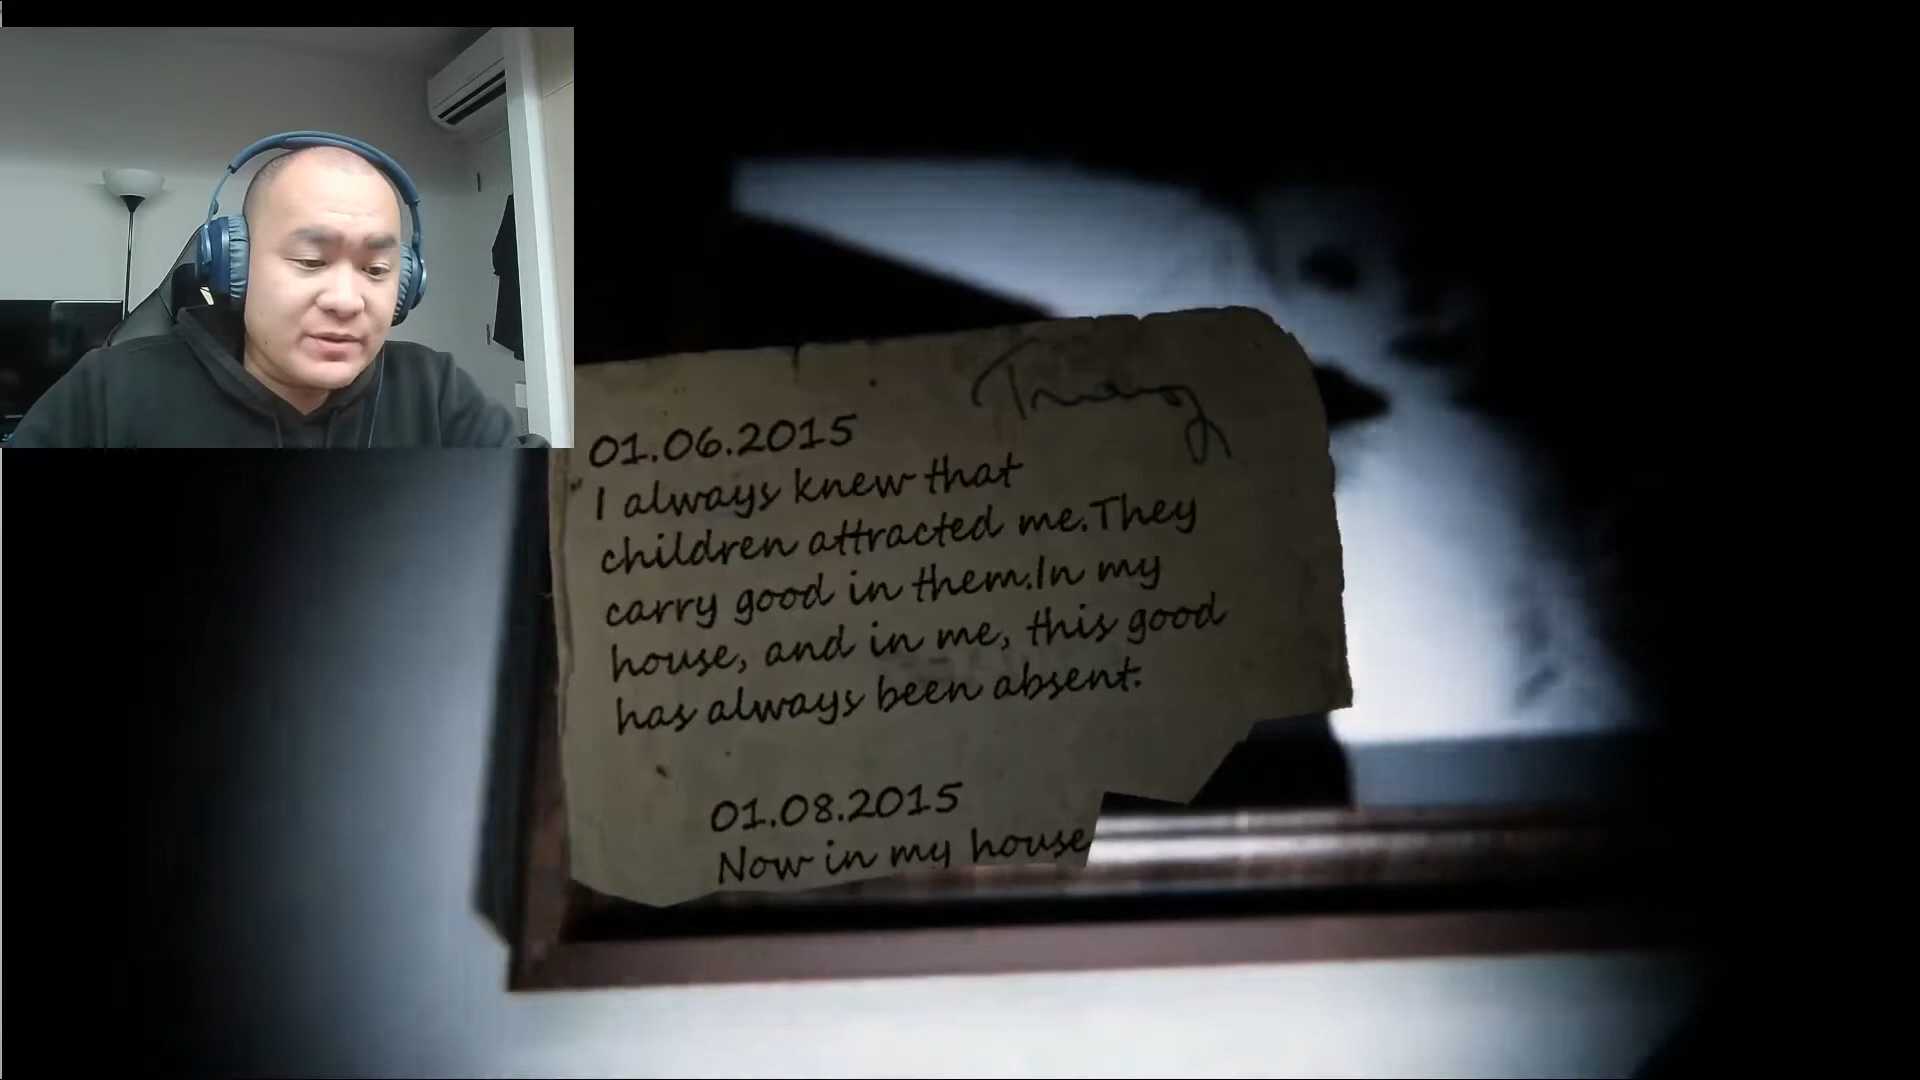 01.06.2015
I always knew that
children attracted me.They
carry good in them.In my
house, and in me, this good
has always been absent.
01.08.2015
Now in my house